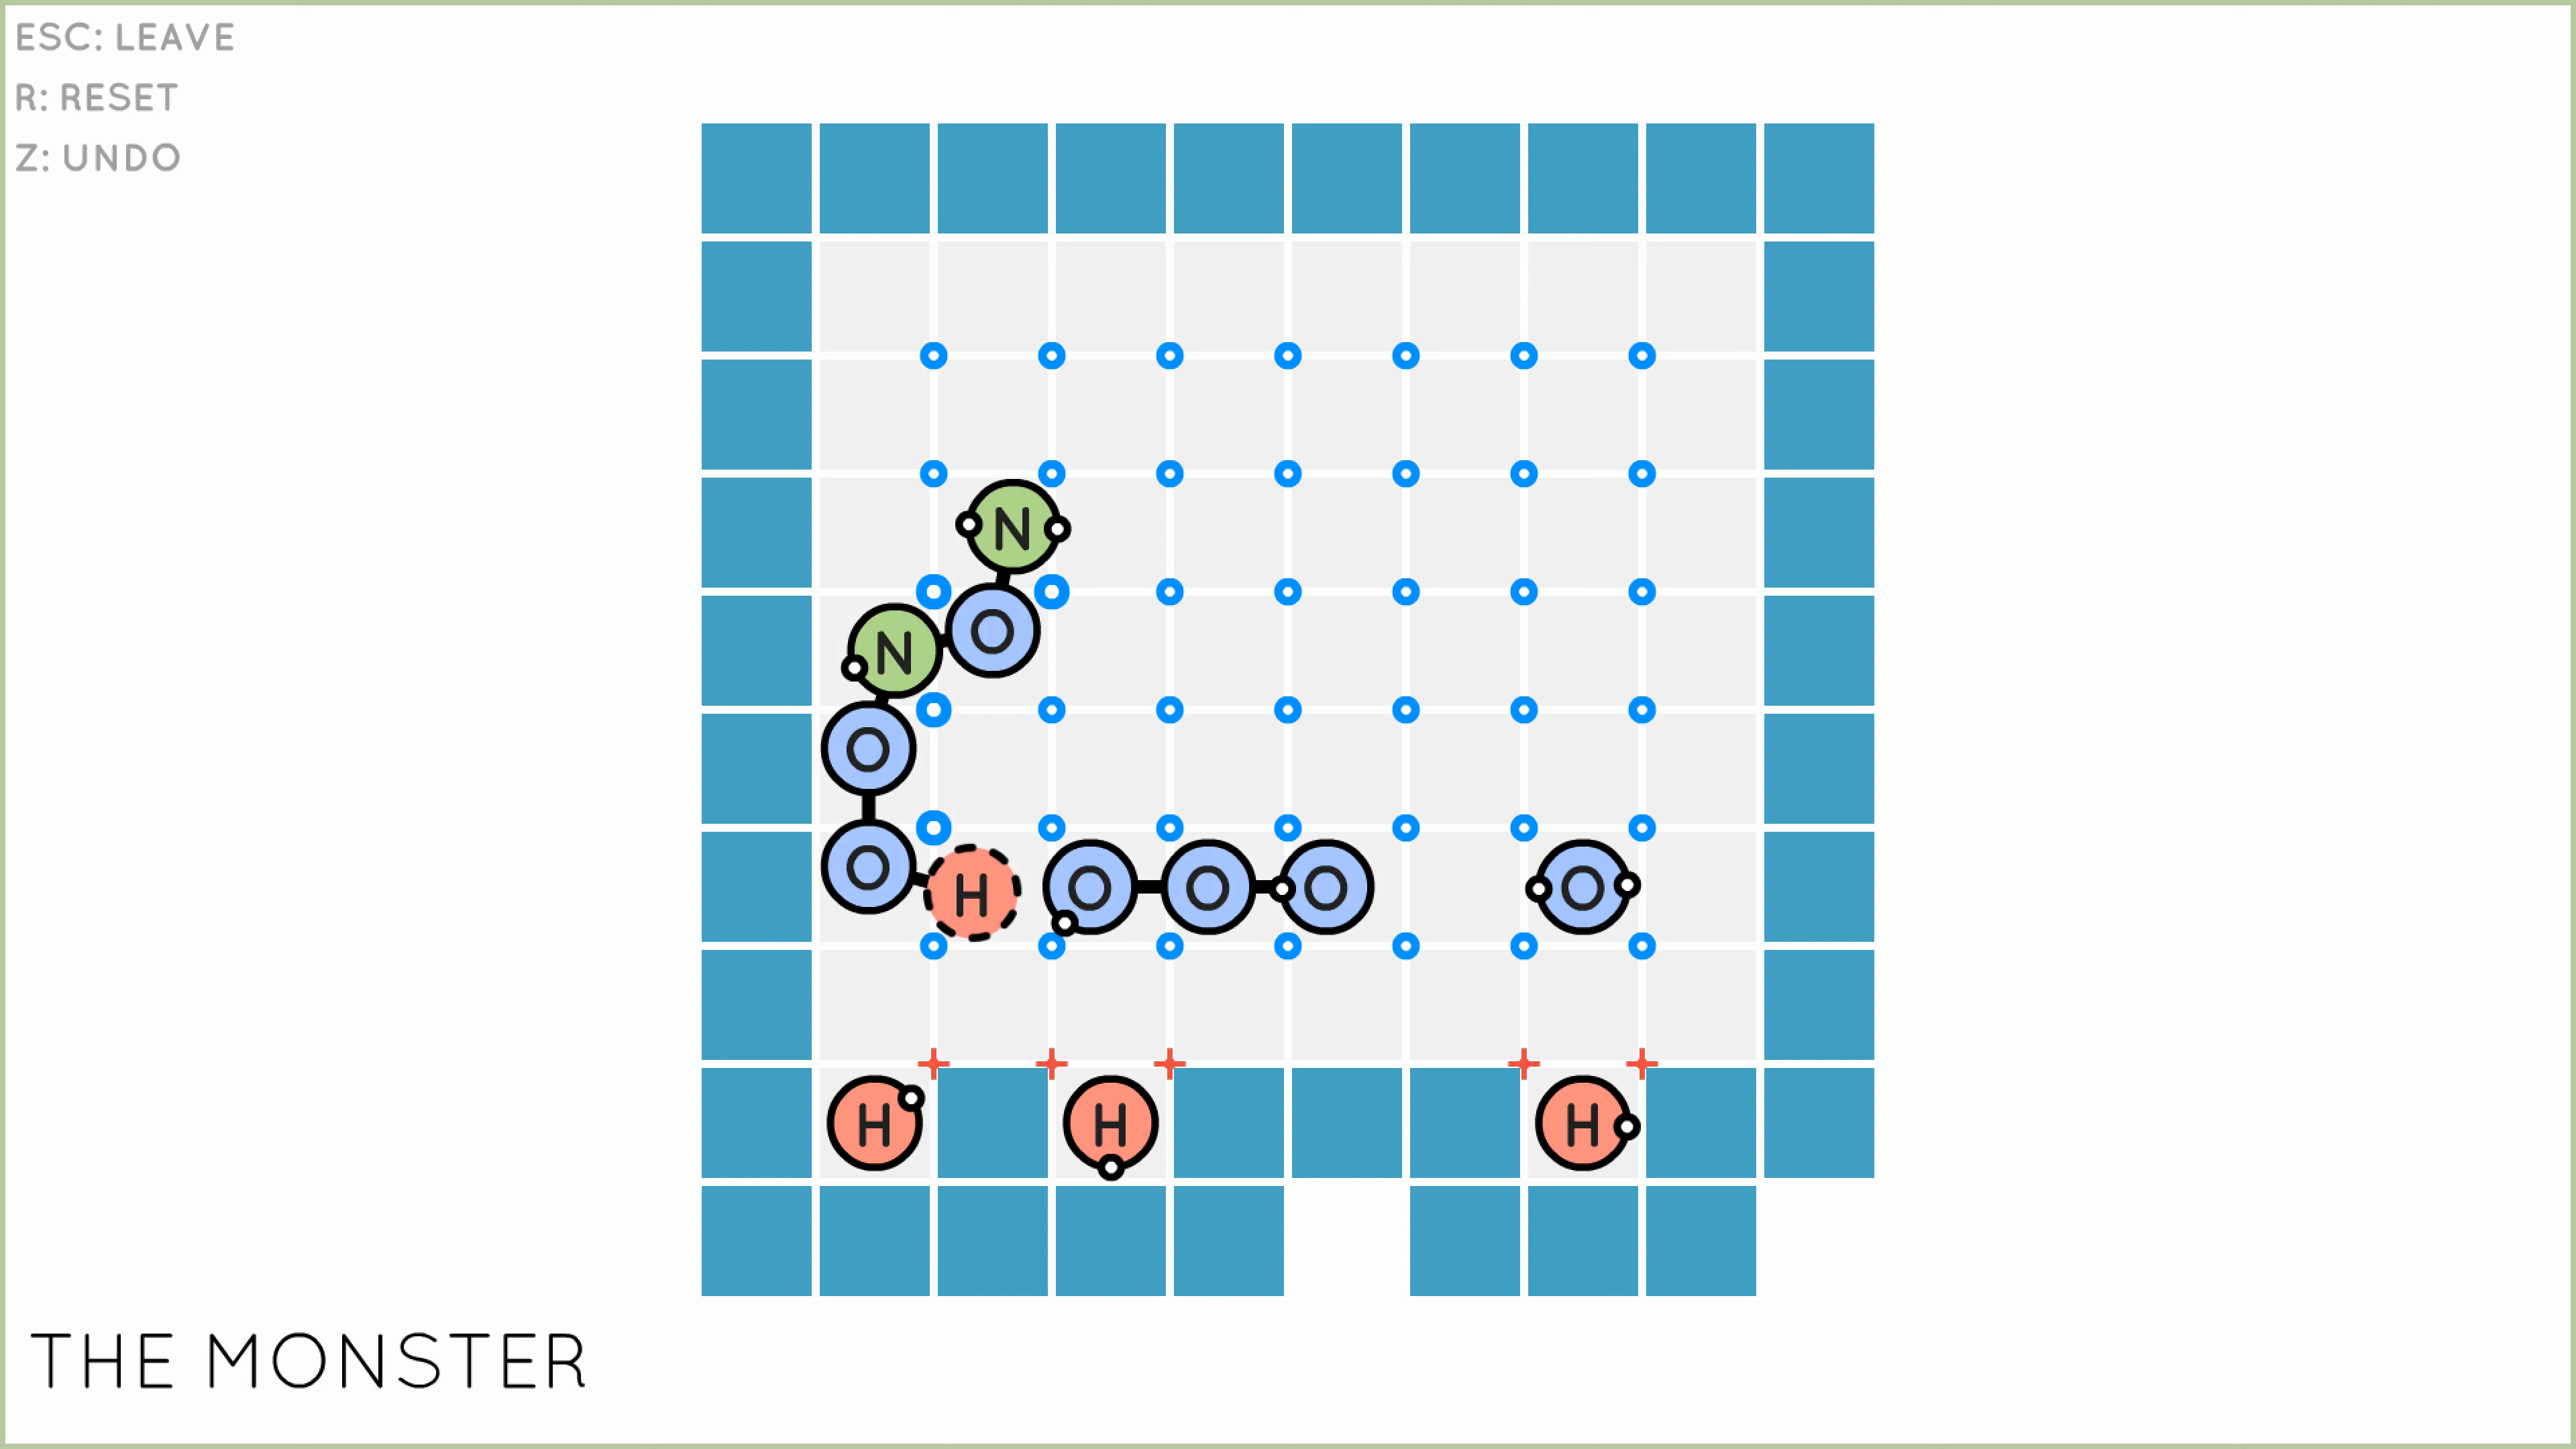 ESC: LEAVE
R: RESET
Z: UNDO
N
N O
O
O H O O O O
H H H
THE MONSTER